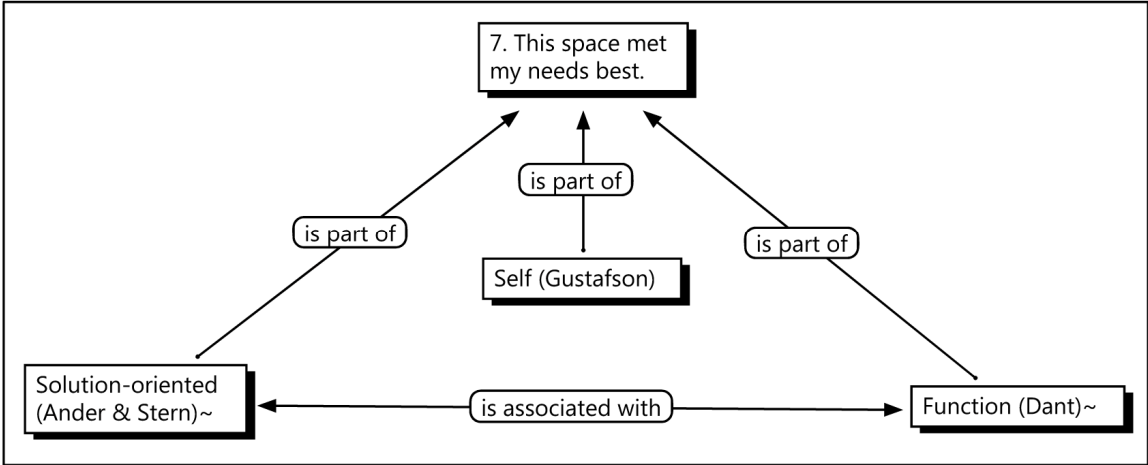 7. This space met
my needs best.
is part of
is part of
is part of
Self (Gustafson)
Solution-oriented
(Ander & Stern)~
is associated with
Function (Dant)~